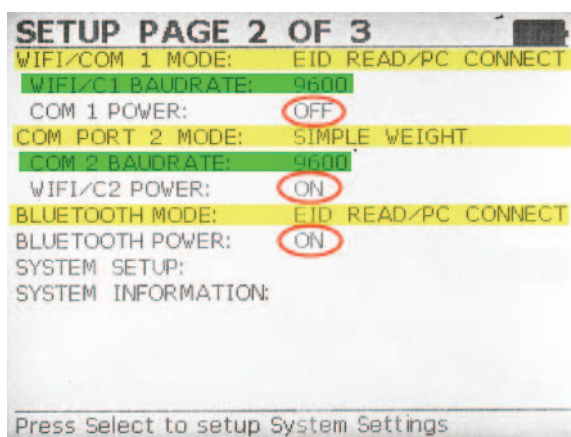 SETUP PAGE 2 OF 3
WIFI/COM 1 MODE: EID READ/PC CONNECT
WIFI/C1 BAUDRATE: 9600
COM 1 POWER: OFF
COM PORT 2 MODE: SIMPLE WEIGHT
COM 2 BAUDRATE: 9600
WIFI/C2 POWER: ON
BLUETOOTH MODE: EID READ/PC CONNECT
BLUETOOTH POWER: ON
SYSTEM SETUP:
SYSTEM INFORMATION:
Press Select to setup System Settings